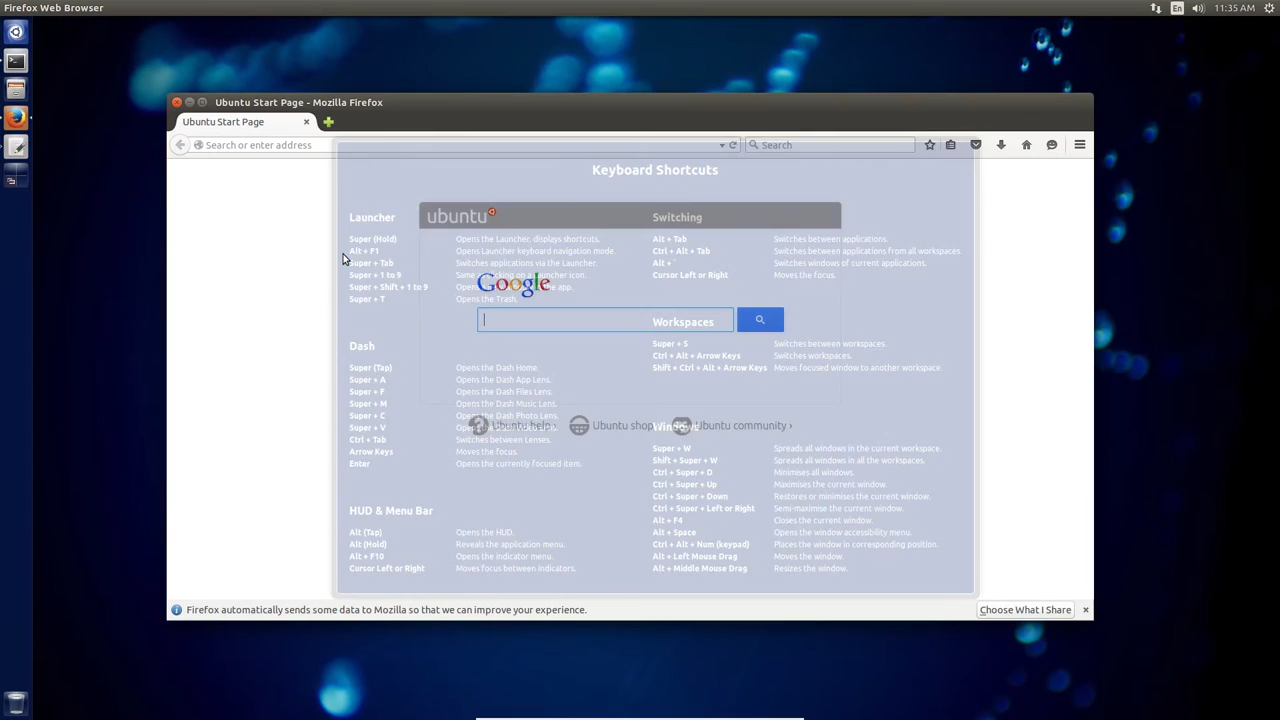 Firefox Web Browser
En
11:35 AM
Ubuntu Start Page - Mozilla Firefox
Ubuntu Start Page
Search or enter address
Search
Keyboard Shortcuts
ubuntu
Google
Launcher
Super (Hold) Opens the Launcher, displays shortcuts.
Alt + F1 Opens Launcher keyboard navigation mode.
Super + Tab Switches applications via the Launcher.
Super + 1 to 9 Same clicking on a launcher icon.
Super + Shift + 1 to 9 app.
Super + T Opens the Trash.
Dash
Super (Tap) Opens the Dash Home.
Super + A Opens the Dash App Lens.
Super + F Opens the Dash Files Lens.
Super + M Opens the Dash Music Lens.
Super + C Opens the Dash Photo Lens.
Super + V
Ctrl + Tab Switches between Lenses.
Arrow Keys Moves the focus.
Enter Opens the currently focused item.
HUD & Menu Bar
Alt (Tap) Opens the HUD.
Alt (Hold) Reveals the application menu.
Alt + F10 Opens the indicator menu.
Cursor Left or Right Moves focus between indicators.
Switching
Alt + Tab Switches between applications.
Ctrl + Alt + Tab Switches between applications from all workspaces.
Alt + ` Switches windows of current applications.
Cursor Left or Right Moves the focus.
Workspaces
Super + S Switches between workspaces.
Ctrl + Alt + Arrow Keys Switches workspaces.
Shift + Ctrl + Alt + Arrow Keys Moves focused window to another workspace.
Ubuntu help ›
Ubuntu shop
Ubuntu community ›
Windows
Super + W Spreads all windows in the current workspace.
Shift + Super + W Spreads all windows in all the workspaces.
Ctrl + Super + D Minimises all windows.
Ctrl + Super + Up Maximises the current window.
Ctrl + Super + Down Restores or minimises the current window.
Ctrl + Super + Left or Right Semi-maximise the current window.
Alt + F4 Closes the current window.
Alt + Space Opens the window accessibility menu.
Ctrl + Alt + Num (keypad) Places the window in corresponding position.
Alt + Left Mouse Drag Moves the window.
Alt + Middle Mouse Drag Resizes the window.
Firefox automatically sends some data to Mozilla so that we can improve your experience.
Choose What I Share